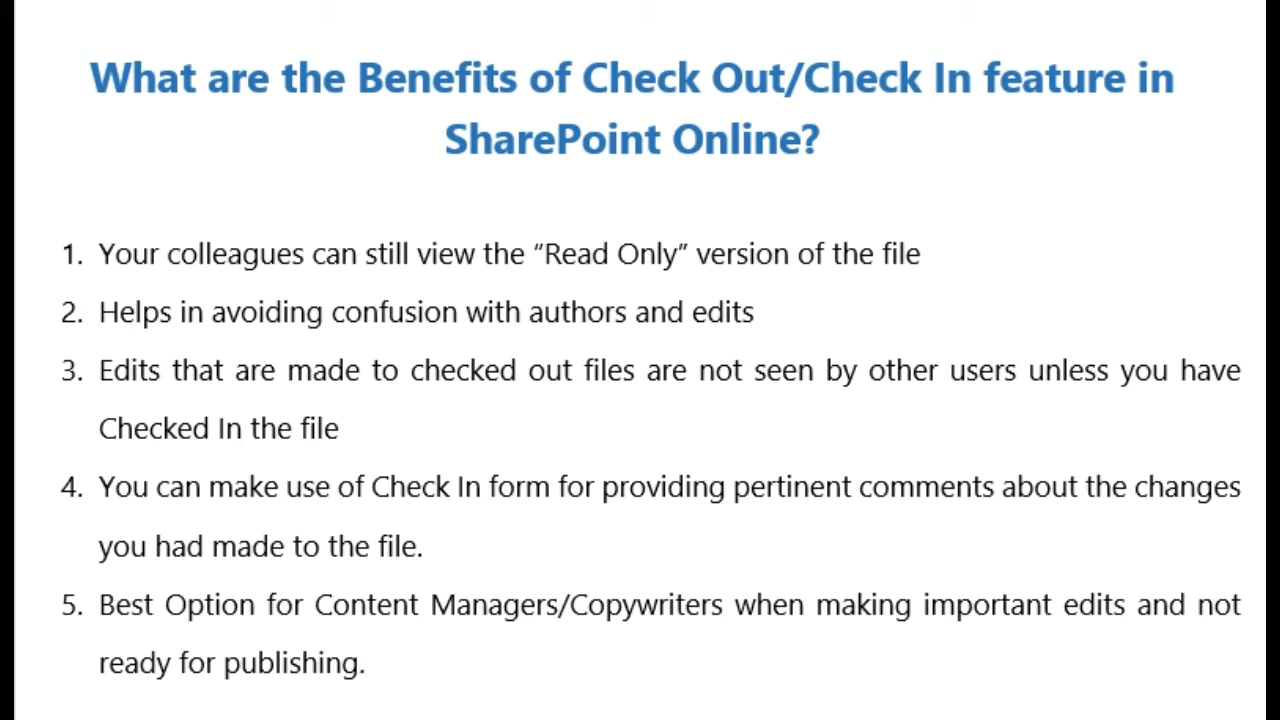 What are the Benefits of Check Out/Check In feature in
SharePoint Online?
1. Your colleagues can still view the “Read Only” version of the file
2. Helps in avoiding confusion with authors and edits
3. Edits that are made to checked out files are not seen by other users unless you have
Checked In the file
4. You can make use of Check In form for providing pertinent comments about the changes
you had made to the file.
5. Best Option for Content Managers/Copywriters when making important edits and not
ready for publishing.